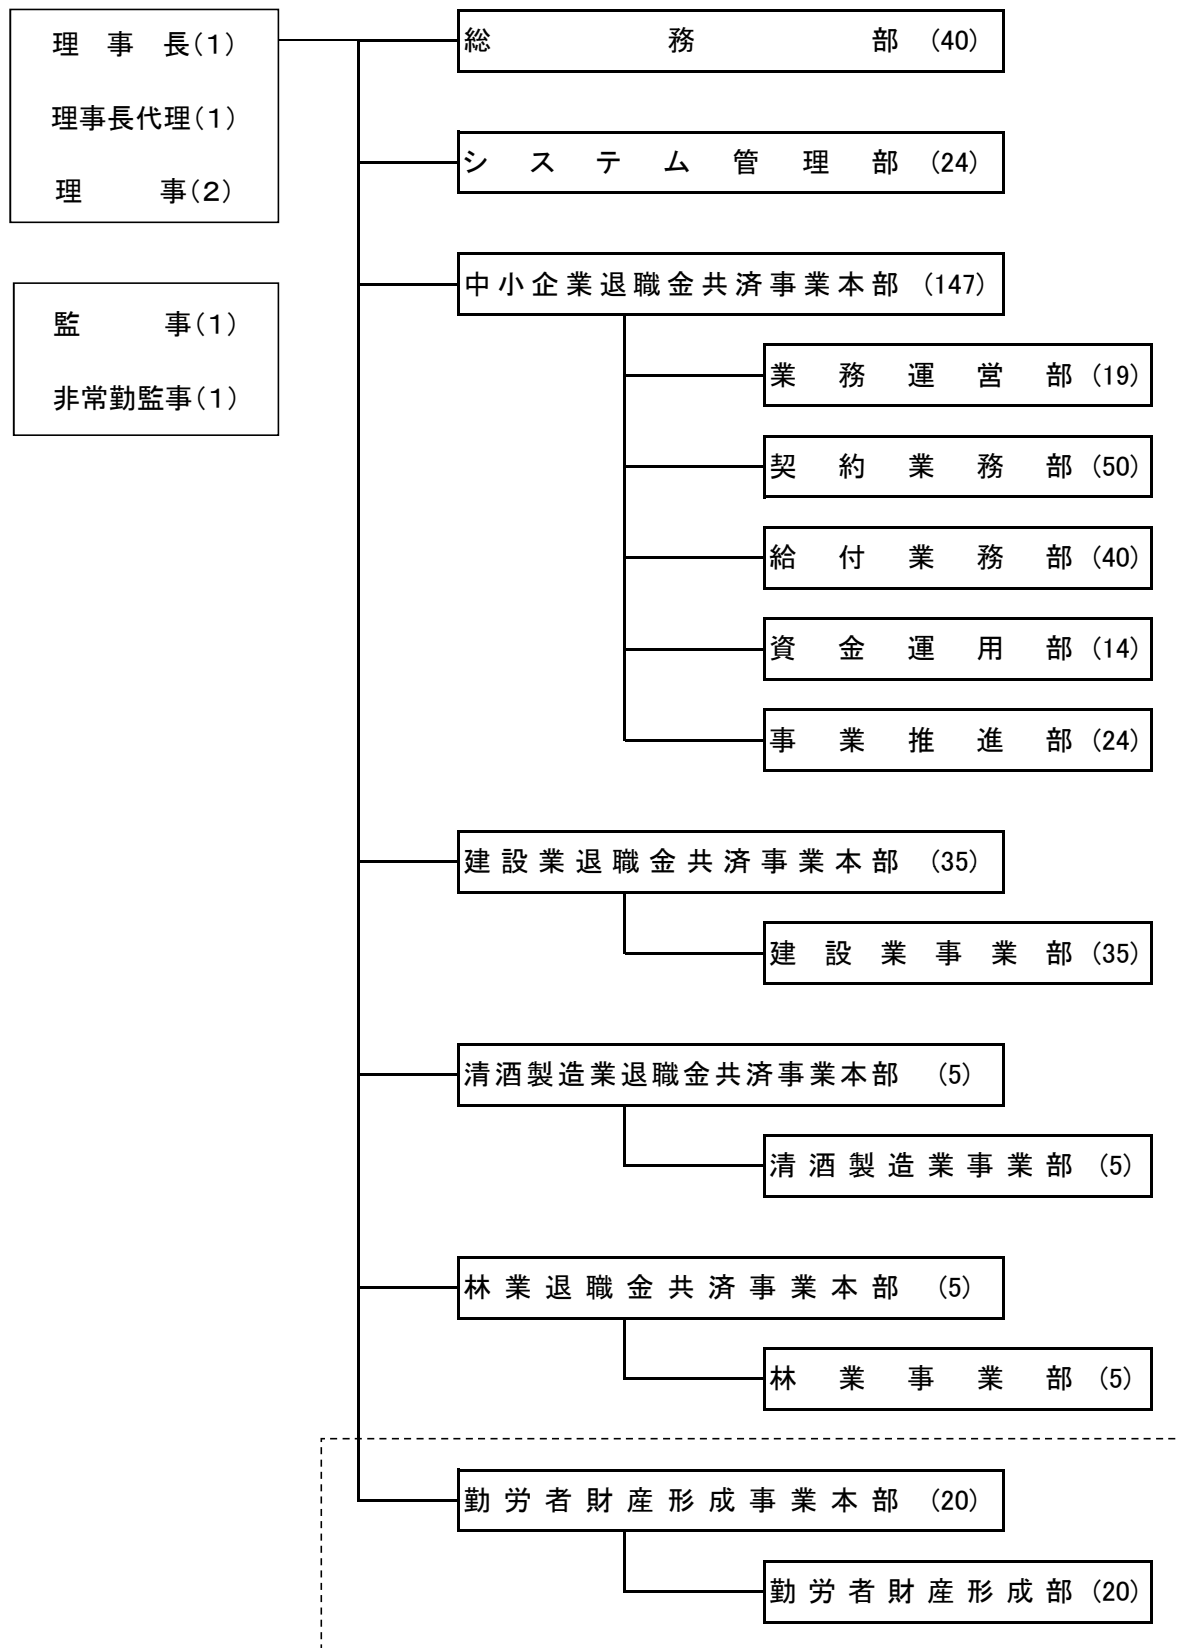 理事長(1)
理事長代理(1)
理事(2)
監事(1)
非常勤監事(1)
総務部(40)
システム管理部(24)
中小企業退職金共済事業本部(147)
業務運営部(19)
契約業務部(50)
給付業務部(40)
資金運用部(14)
事業推進部(24)
建設業退職金共済事業本部(35)
建設業事業部(35)
清酒製造業退職金共済事業本部(5)
清酒製造業事業部(5)
林業退職金共済事業本部(5)
林業事業部(5)
勤労者財産形成事業本部(20)
勤労者財産形成部(20)